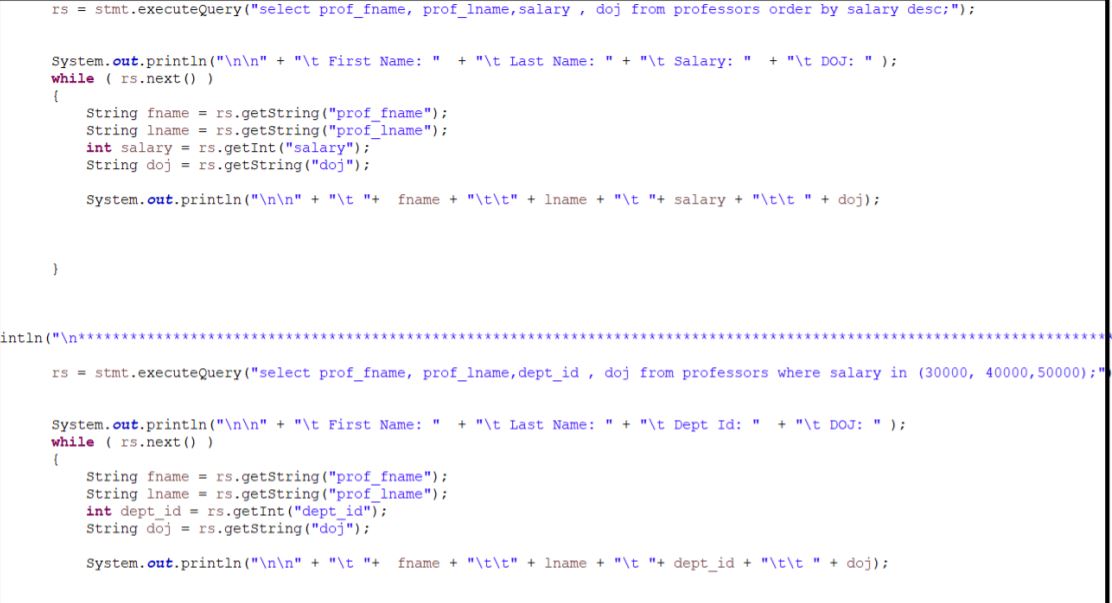 rs = stmt.executeQuery("select prof_fname, prof_lname,salary , doj from professors order by salary desc;");
System.out.println("\n\n" + "\t First Name: "  + "\t Last Name: " + "\t Salary: "  + "\t DOJ: " );
while ( rs.next() )
{
String fname = rs.getString("prof_fname");
String lname = rs.getString("prof_lname");
int salary = rs.getInt("salary");
String doj = rs.getString("doj");
System.out.println("\n\n" + "\t "+  fname + "\t\t" + lname + "\t "+ salary + "\t\t " + doj);
}
intln("\n***********************************************************************************************************************
rs = stmt.executeQuery("select prof_fname, prof_lname,dept_id , doj from professors where salary in (30000, 40000,50000);")
System.out.println("\n\n" + "\t First Name: "  + "\t Last Name: " + "\t Dept Id: "  + "\t DOJ: " );
while ( rs.next() )
{
String fname = rs.getString("prof_fname");
String lname = rs.getString("prof_lname");
int dept_id = rs.getInt("dept_id");
String doj = rs.getString("doj");
System.out.println("\n\n" + "\t "+  fname + "\t\t" + lname + "\t "+ dept_id + "\t\t " + doj);